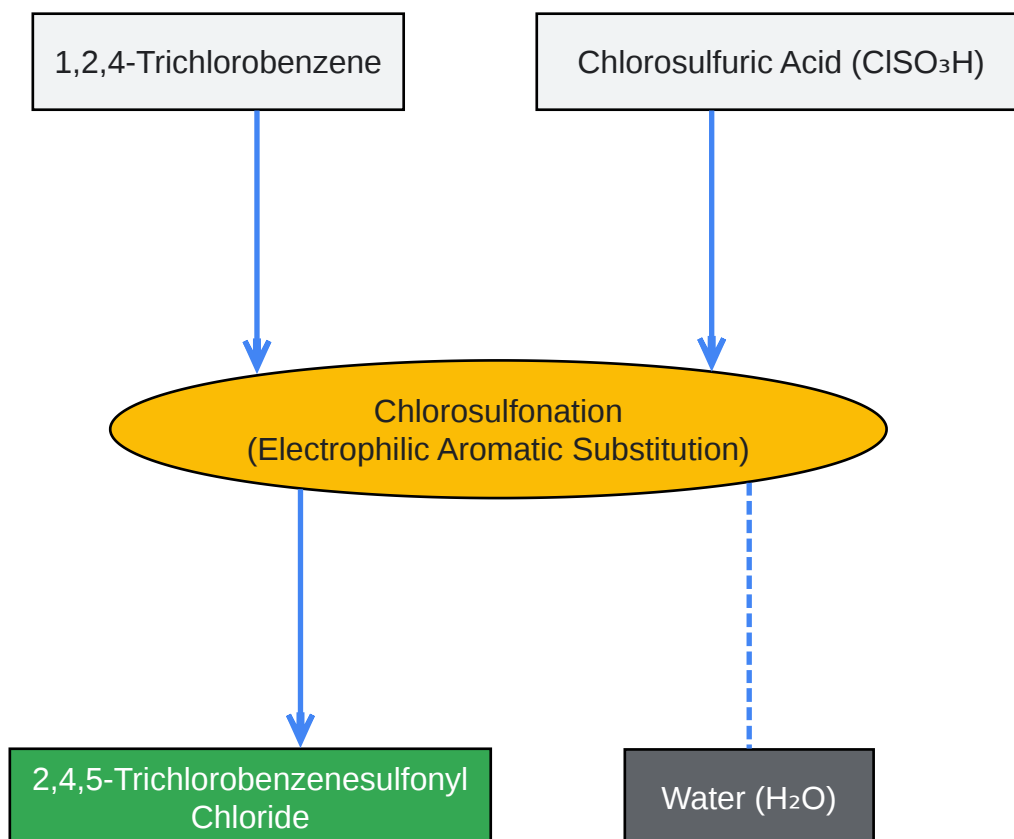 1,2,4-Trichlorobenzene
Chlorosulfuric Acid (ClSO₃H)
Chlorosulfonation
(Electrophilic Aromatic Substitution)
2,4,5-Trichlorobenzenesulfonyl
Chloride
Water (H₂O)